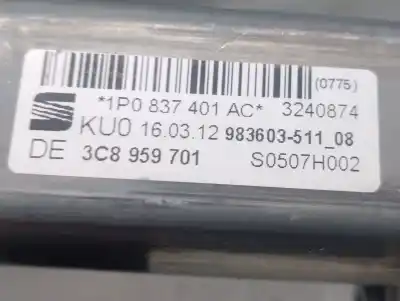 (0775)
*1P0 837 401 AC* 3240874
KU0 16.03.12 983603-511_08
DE 3C8 959 701 S0507H002